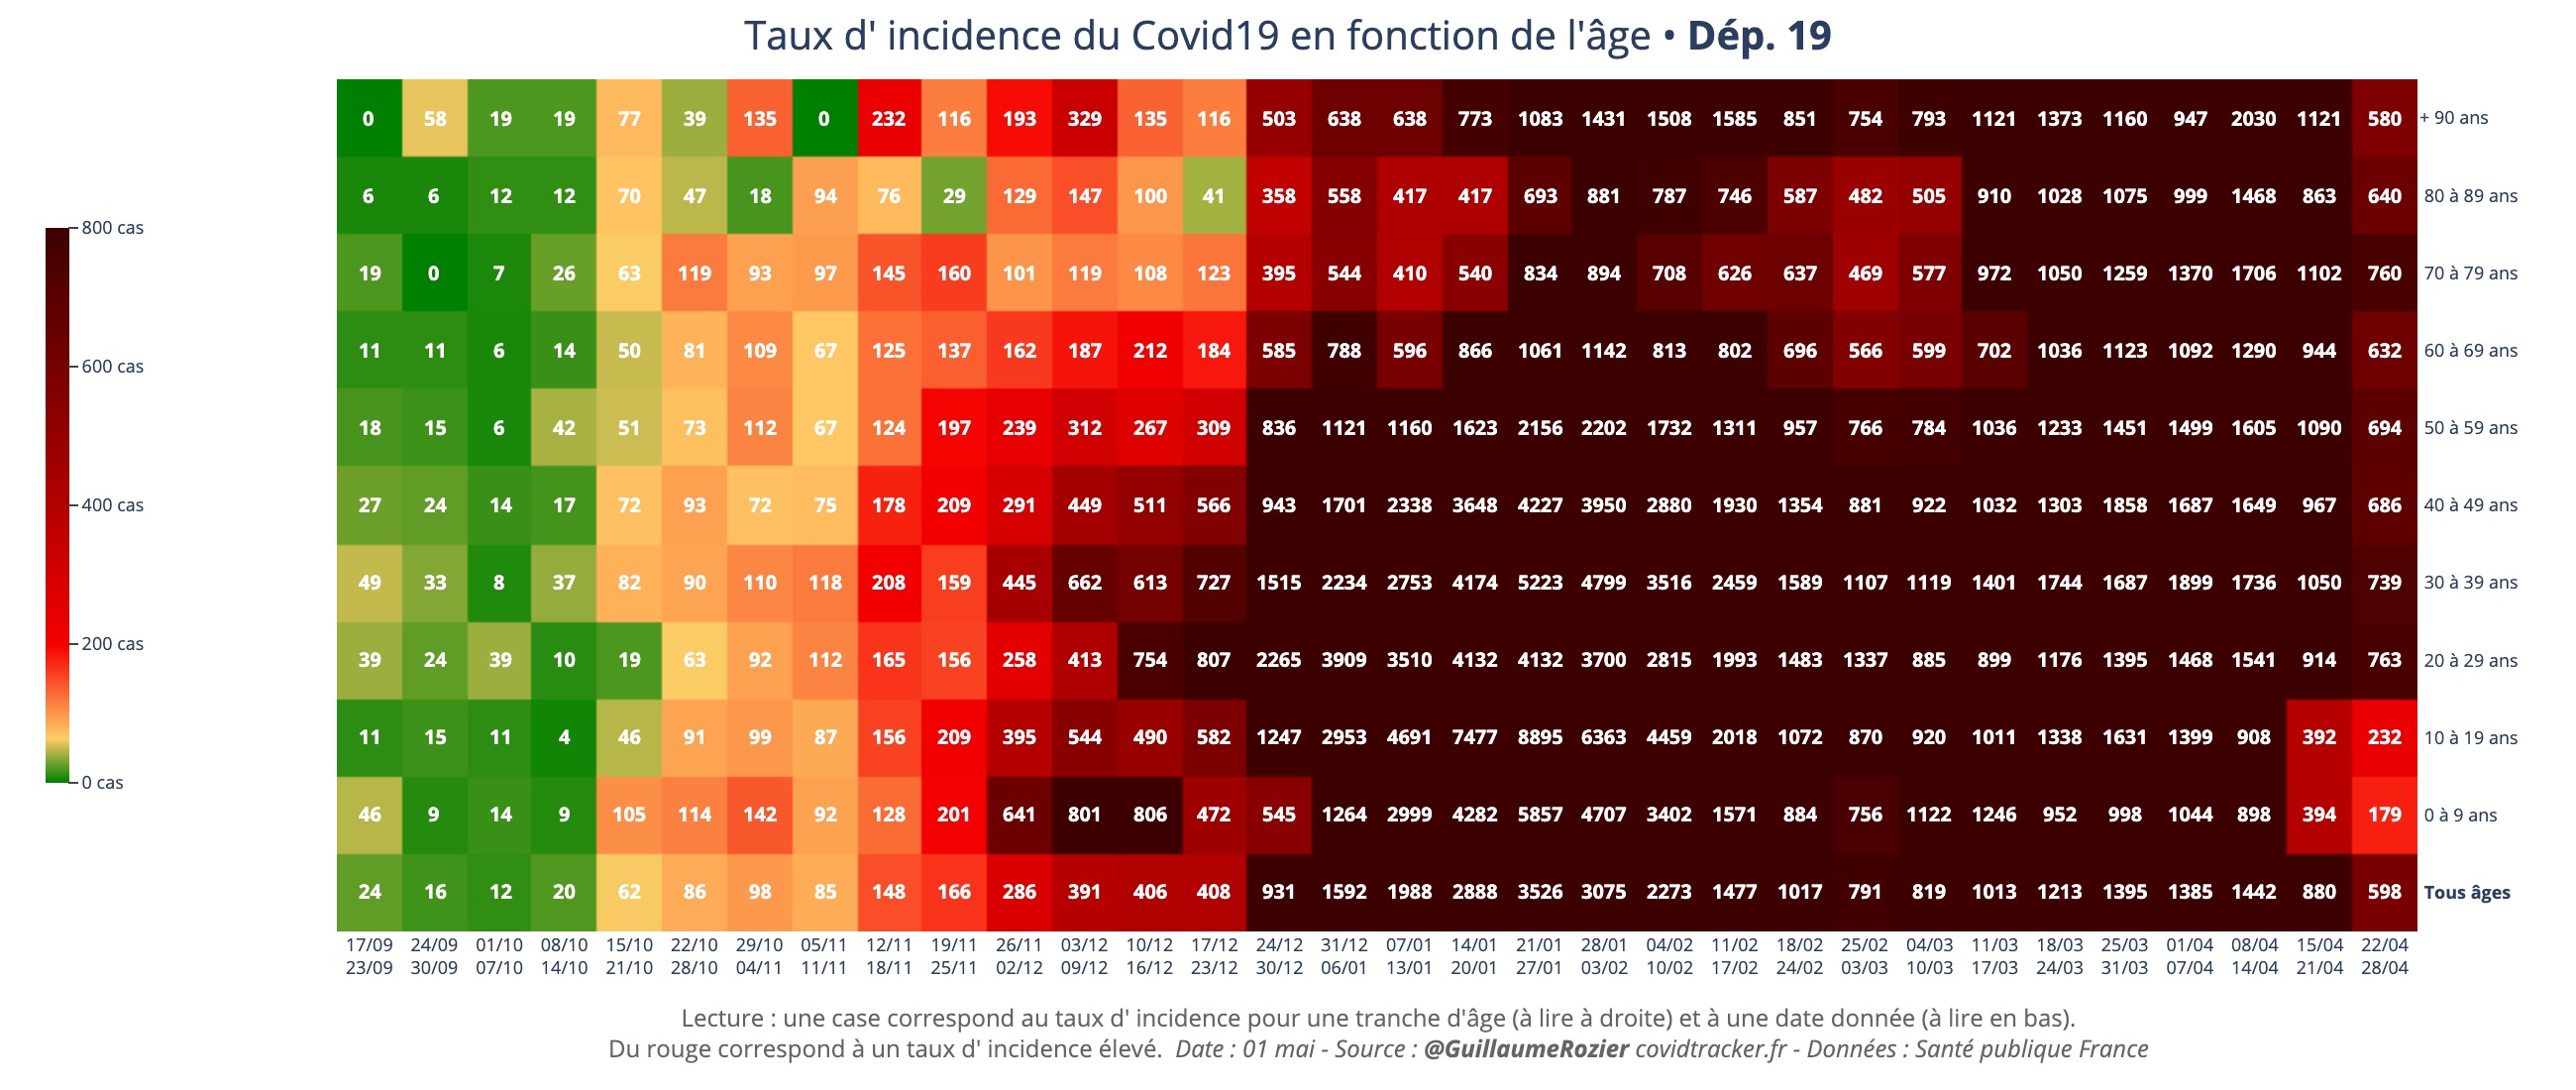 Taux d' incidence du Covid19 en fonction de l'âge • Dép. 19
800 cas
600 cas
400 cas
200 cas
0 cas
0 58 19 19 77 39 135 0 232 116 193 329 135 116 503 638 638 773 1083 1431 1508 1585 851 754 793 1121 1373 1160 947 2030 1121 580 + 90 ans
6 6 12 12 70 47 18 94 76 29 129 147 100 41 358 558 417 417 693 881 787 746 587 482 505 910 1028 1075 999 1468 863 640 80 à 89 ans
19 0 7 26 63 119 93 97 145 160 101 119 108 123 395 544 410 540 834 894 708 626 637 469 577 972 1050 1259 1370 1706 1102 760 70 à 79 ans
11 11 6 14 50 81 109 67 125 137 162 187 212 184 585 788 596 866 1061 1142 813 802 696 566 599 702 1036 1123 1092 1290 944 632 60 à 69 ans
18 15 6 42 51 73 112 67 124 197 239 312 267 309 836 1121 1160 1623 2156 2202 1732 1311 957 766 784 1036 1233 1451 1499 1605 1090 694 50 à 59 ans
27 24 14 17 72 93 72 75 178 209 291 449 511 566 943 1701 2338 3648 4227 3950 2880 1930 1354 881 922 1032 1303 1858 1687 1649 967 686 40 à 49 ans
49 33 8 37 82 90 110 118 208 159 445 662 613 727 1515 2234 2753 4174 5223 4799 3516 2459 1589 1107 1119 1401 1744 1687 1899 1736 1050 739 30 à 39 ans
39 24 39 10 19 63 92 112 165 156 258 413 754 807 2265 3909 3510 4132 4132 3700 2815 1993 1483 1337 885 899 1176 1395 1468 1541 914 763 20 à 29 ans
11 15 11 4 46 91 99 87 156 209 395 544 490 582 1247 2953 4691 7477 8895 6363 4459 2018 1072 870 920 1011 1338 1631 1399 908 392 232 10 à 19 ans
46 9 14 9 105 114 142 92 128 201 641 801 806 472 545 1264 2999 4282 5857 4707 3402 1571 884 756 1122 1246 952 998 1044 898 394 179 0 à 9 ans
24 16 12 20 62 86 98 85 148 166 286 391 406 408 931 1592 1988 2888 3526 3075 2273 1477 1017 791 819 1013 1213 1395 1385 1442 880 598 Tous âges
17/09 24/09 01/10 08/10 15/10 22/10 29/10 05/11 12/11 19/11 26/11 03/12 10/12 17/12 24/12 31/12 07/01 14/01 21/01 28/01 04/02 11/02 18/02 25/02 04/03 11/03 18/03 25/03 01/04 08/04 15/04 22/04
23/09 30/09 07/10 14/10 21/10 28/10 04/11 11/11 18/11 25/11 02/12 09/12 16/12 23/12 30/12 06/01 13/01 20/01 27/01 03/02 10/02 17/02 24/02 03/03 10/03 17/03 24/03 31/03 07/04 14/04 21/04 28/04
Lecture : une case correspond au taux d' incidence pour une tranche d'âge (à lire à droite) et à une date donnée (à lire en bas).
Du rouge correspond à un taux d' incidence élevé. Date : 01 mai - Source : @GuillaumeRozier covidtracker.fr - Données : Santé publique France